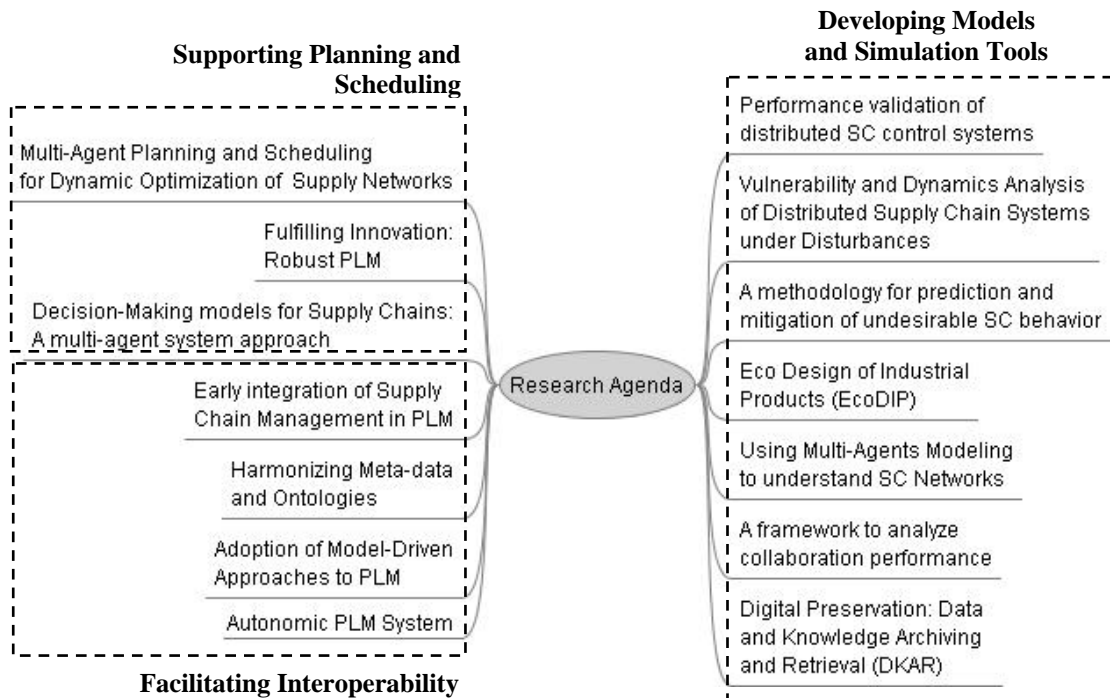 Supporting Planning and
Scheduling
Multi-Agent Planning and Scheduling
for Dynamic Optimization of Supply Networks
Fulfilling Innovation:
Robust PLM
Decision-Making models for Supply Chains:
A multi-agent system approach
Early integration of Supply
Chain Management in PLM
Harmonizing Meta-data
and Ontologies
Adoption of Model-Driven
Approaches to PLM
Autonomic PLM System
Facilitating Interoperability
Research Agenda
Developing Models
and Simulation Tools
Performance validation of
distributed SC control systems
Vulnerability and Dynamics Analysis
of Distributed Supply Chain Systems
under Disturbances
A methodology for prediction and
mitigation of undesirable SC behavior
Eco Design of Industrial
Products (EcoDIP)
Using Multi-Agents Modeling
to understand SC Networks
A framework to analyze
collaboration performance
Digital Preservation: Data
and Knowledge Archiving
and Retrieval (DKAR)